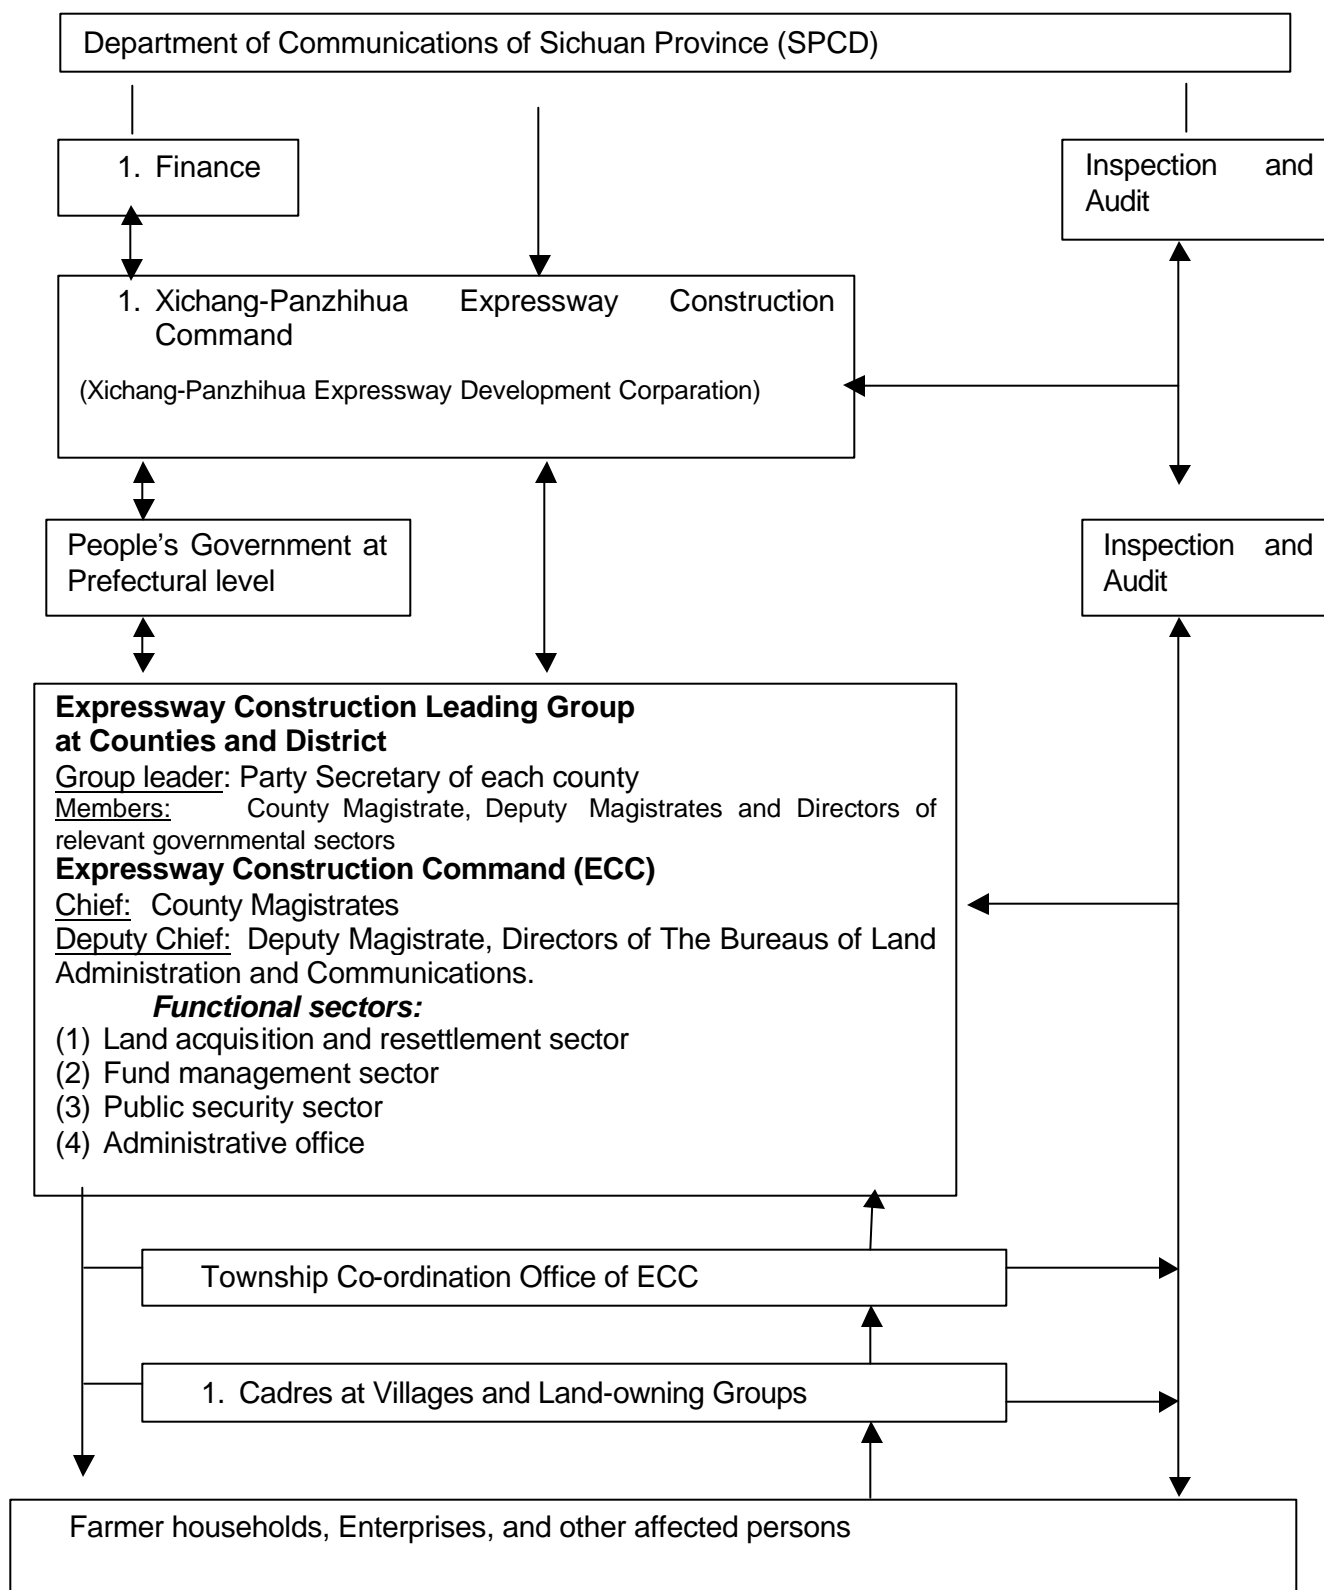 Department of Communications of Sichuan Province (SPCD)
1. Finance
Inspection and
Audit
1. Xichang-Panzhihua Expressway Construction
Command
(Xichang-Panzhihua Expressway Development Corparation)
People's Government at
Prefectural level
Inspection and
Audit
Expressway Construction Leading Group
at Counties and District
Group leader: Party Secretary of each county
Members: County Magistrate, Deputy Magistrates and Directors of
relevant governmental sectors
Expressway Construction Command (ECC)
Chief: County Magistrates
Deputy Chief: Deputy Magistrate, Directors of The Bureaus of Land
Administration and Communications.
Functional sectors:
(1) Land acquisition and resettlement sector
(2) Fund management sector
(3) Public security sector
(4) Administrative office
Township Co-ordination Office of ECC
1. Cadres at Villages and Land-owning Groups
Farmer households, Enterprises, and other affected persons